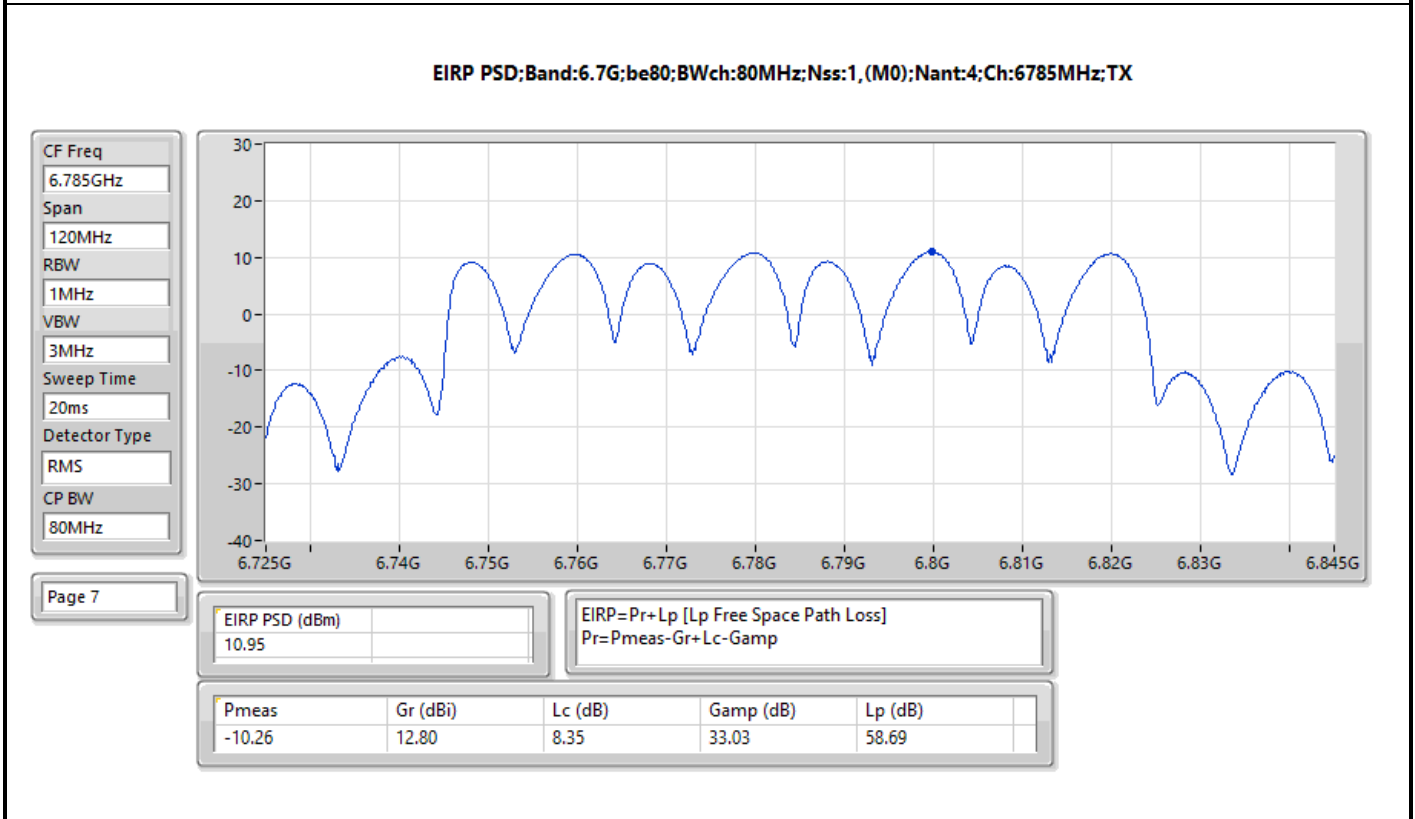 EIRP PSD;Band:6.7G;be80;BWch:80MHz;Nss:1,(M0);Nant:4;Ch:6785MHz;TX
CF Freq
6.785GHz
Span
120MHz
RBW
1MHz
VBW
3MHz
Sweep Time
20ms
Detector Type
RMS
CP BW
80MHz
Page 7
30
20
10
0
-10
-20
-30
-40
6.725G 6.74G 6.75G 6.76G 6.77G 6.78G 6.79G 6.8G 6.81G 6.82G 6.83G 6.845G
EIRP PSD (dBm)
10.95
EIRP=Pr+Lp [Lp Free Space Path Loss]
Pr=Pmeas-Gr+Lc-Gamp
Pmeas Gr (dBi) Lc (dB) Gamp (dB) Lp (dB)
-10.26 12.80 8.35 33.03 58.69